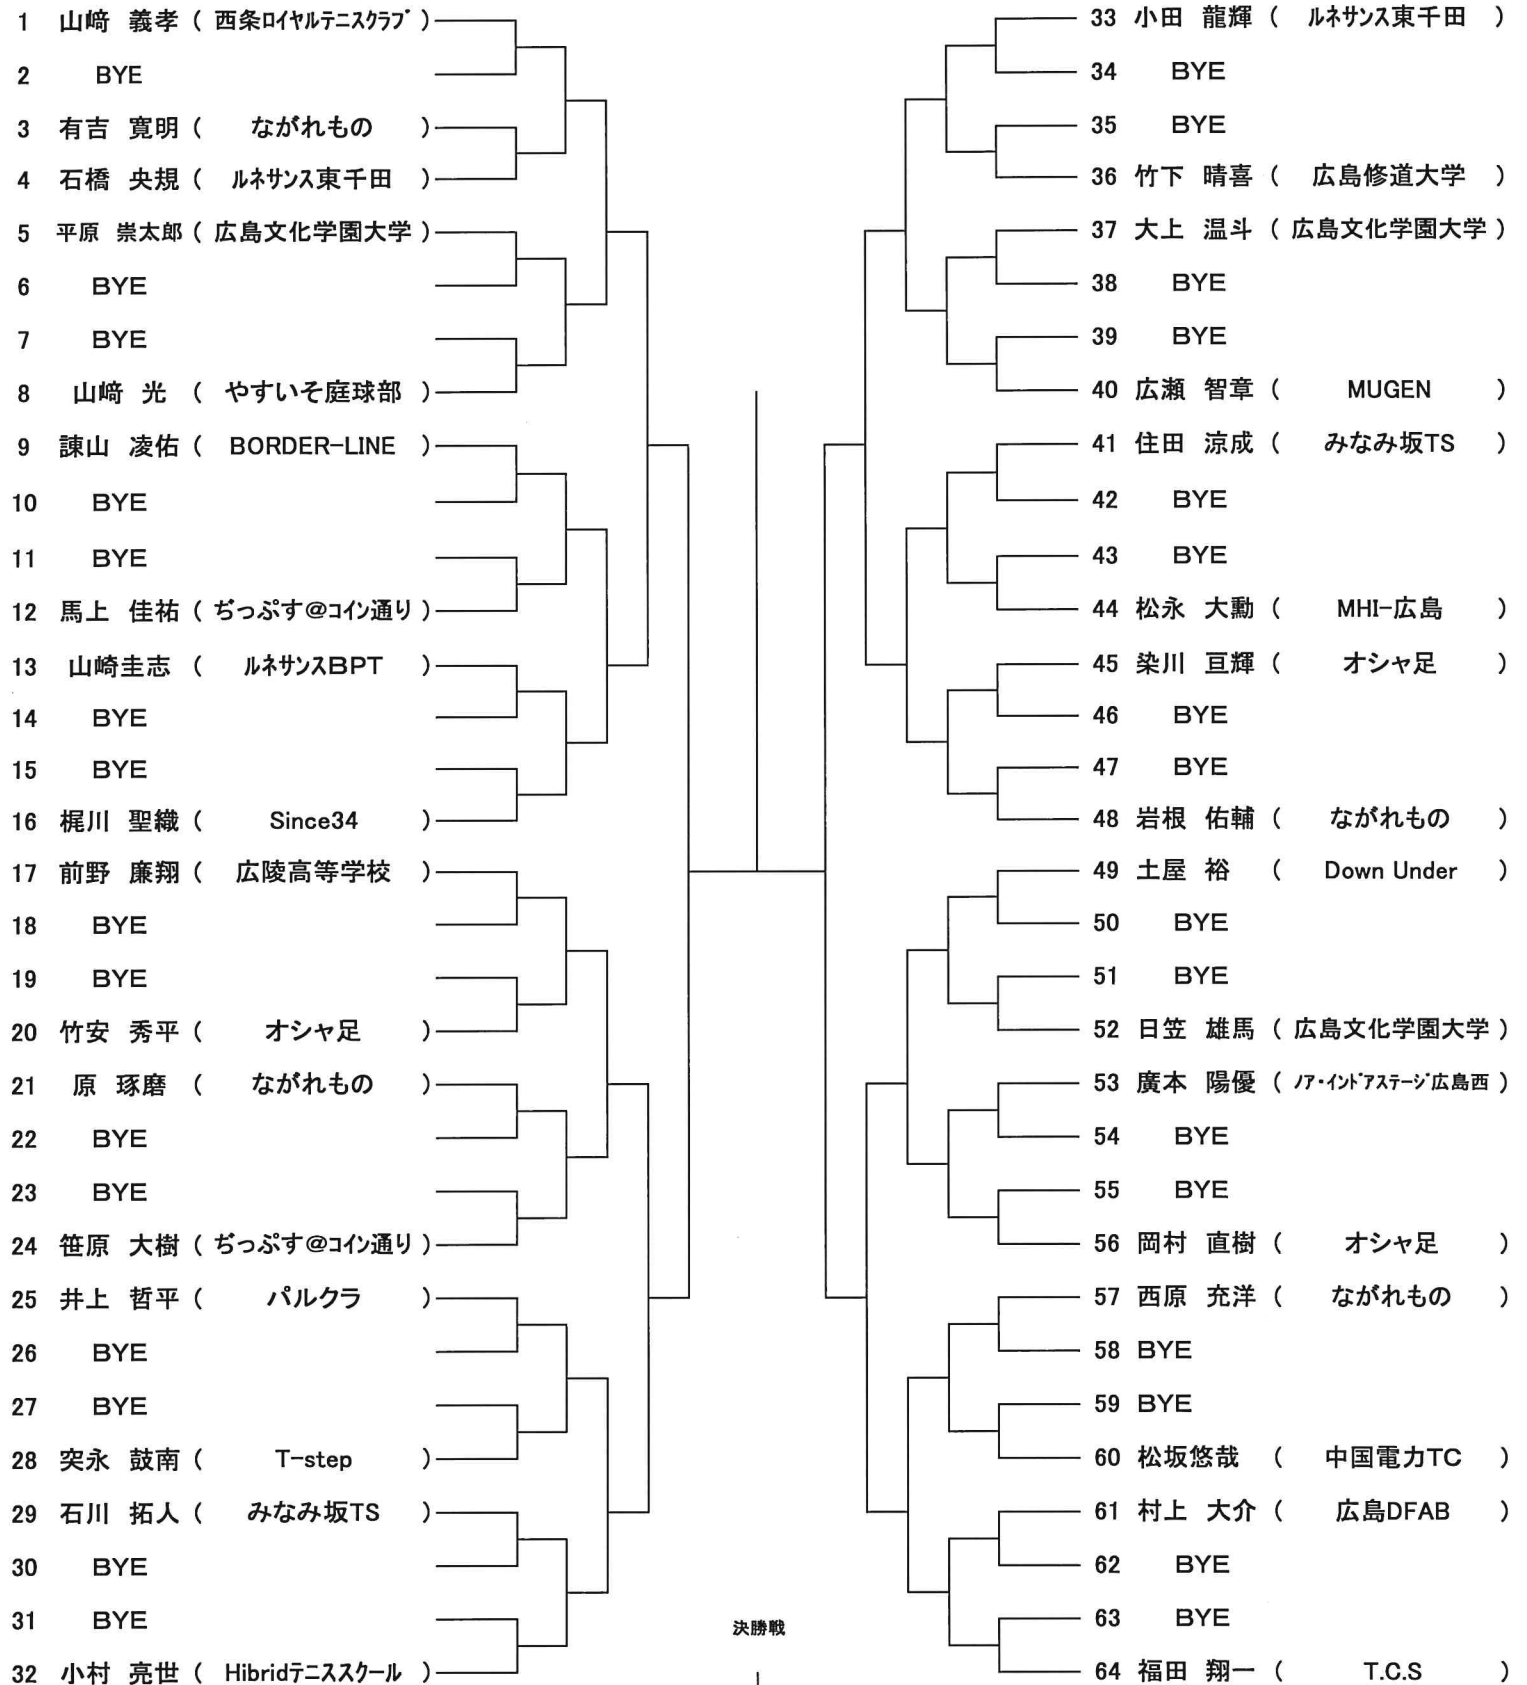 1 山﨑 義孝 ( 西条ロイヤルテニスクラブ )
2 BYE
3 有吉 寛明 ( ながれもの )
4 石橋 央規 ( ルネサンス東千田 )
5 平原 崇太郎 ( 広島文化学園大学 )
6 BYE
7 BYE
8 山﨑 光 ( やすいそ庭球部 )
9 諌山 凌佑 ( BORDER-LINE )
10 BYE
11 BYE
12 馬上 佳祐 ( ぢっぷす@コイン通り )
13 山崎圭志 ( ルネサンスBPT )
14 BYE
15 BYE
16 梶川 聖織 ( Since34 )
17 前野 廉翔 ( 広陵高等学校 )
18 BYE
19 BYE
20 竹安 秀平 ( オシャ足 )
21 原 琢磨 ( ながれもの )
22 BYE
23 BYE
24 笹原 大樹 ( ぢっぷす@コイン通り )
25 井上 哲平 ( パルクラ )
26 BYE
27 BYE
28 突永 鼓南 ( T-step )
29 石川 拓人 ( みなみ坂TS )
30 BYE
31 BYE
32 小村 亮世 ( Hibridテニススクール )
決勝戦
33 小田 龍輝 ( ルネサンス東千田 )
34 BYE
35 BYE
36 竹下 晴喜 ( 広島修道大学 )
37 大上 温斗 ( 広島文化学園大学 )
38 BYE
39 BYE
40 広瀬 智章 ( MUGEN )
41 住田 涼成 ( みなみ坂TS )
42 BYE
43 BYE
44 松永 大勳 ( MHI-広島 )
45 染川 亘輝 ( オシャ足 )
46 BYE
47 BYE
48 岩根 佑輔 ( ながれもの )
49 土屋 裕 ( Down Under )
50 BYE
51 BYE
52 日笠 雄馬 ( 広島文化学園大学 )
53 廣本 陽優 ( ノア・インドアステージ広島西 )
54 BYE
55 BYE
56 岡村 直樹 ( オシャ足 )
57 西原 充洋 ( ながれもの )
58 BYE
59 BYE
60 松坂悠哉 ( 中国電力TC )
61 村上 大介 ( 広島DFAB )
62 BYE
63 BYE
64 福田 翔一 ( T.C.S )